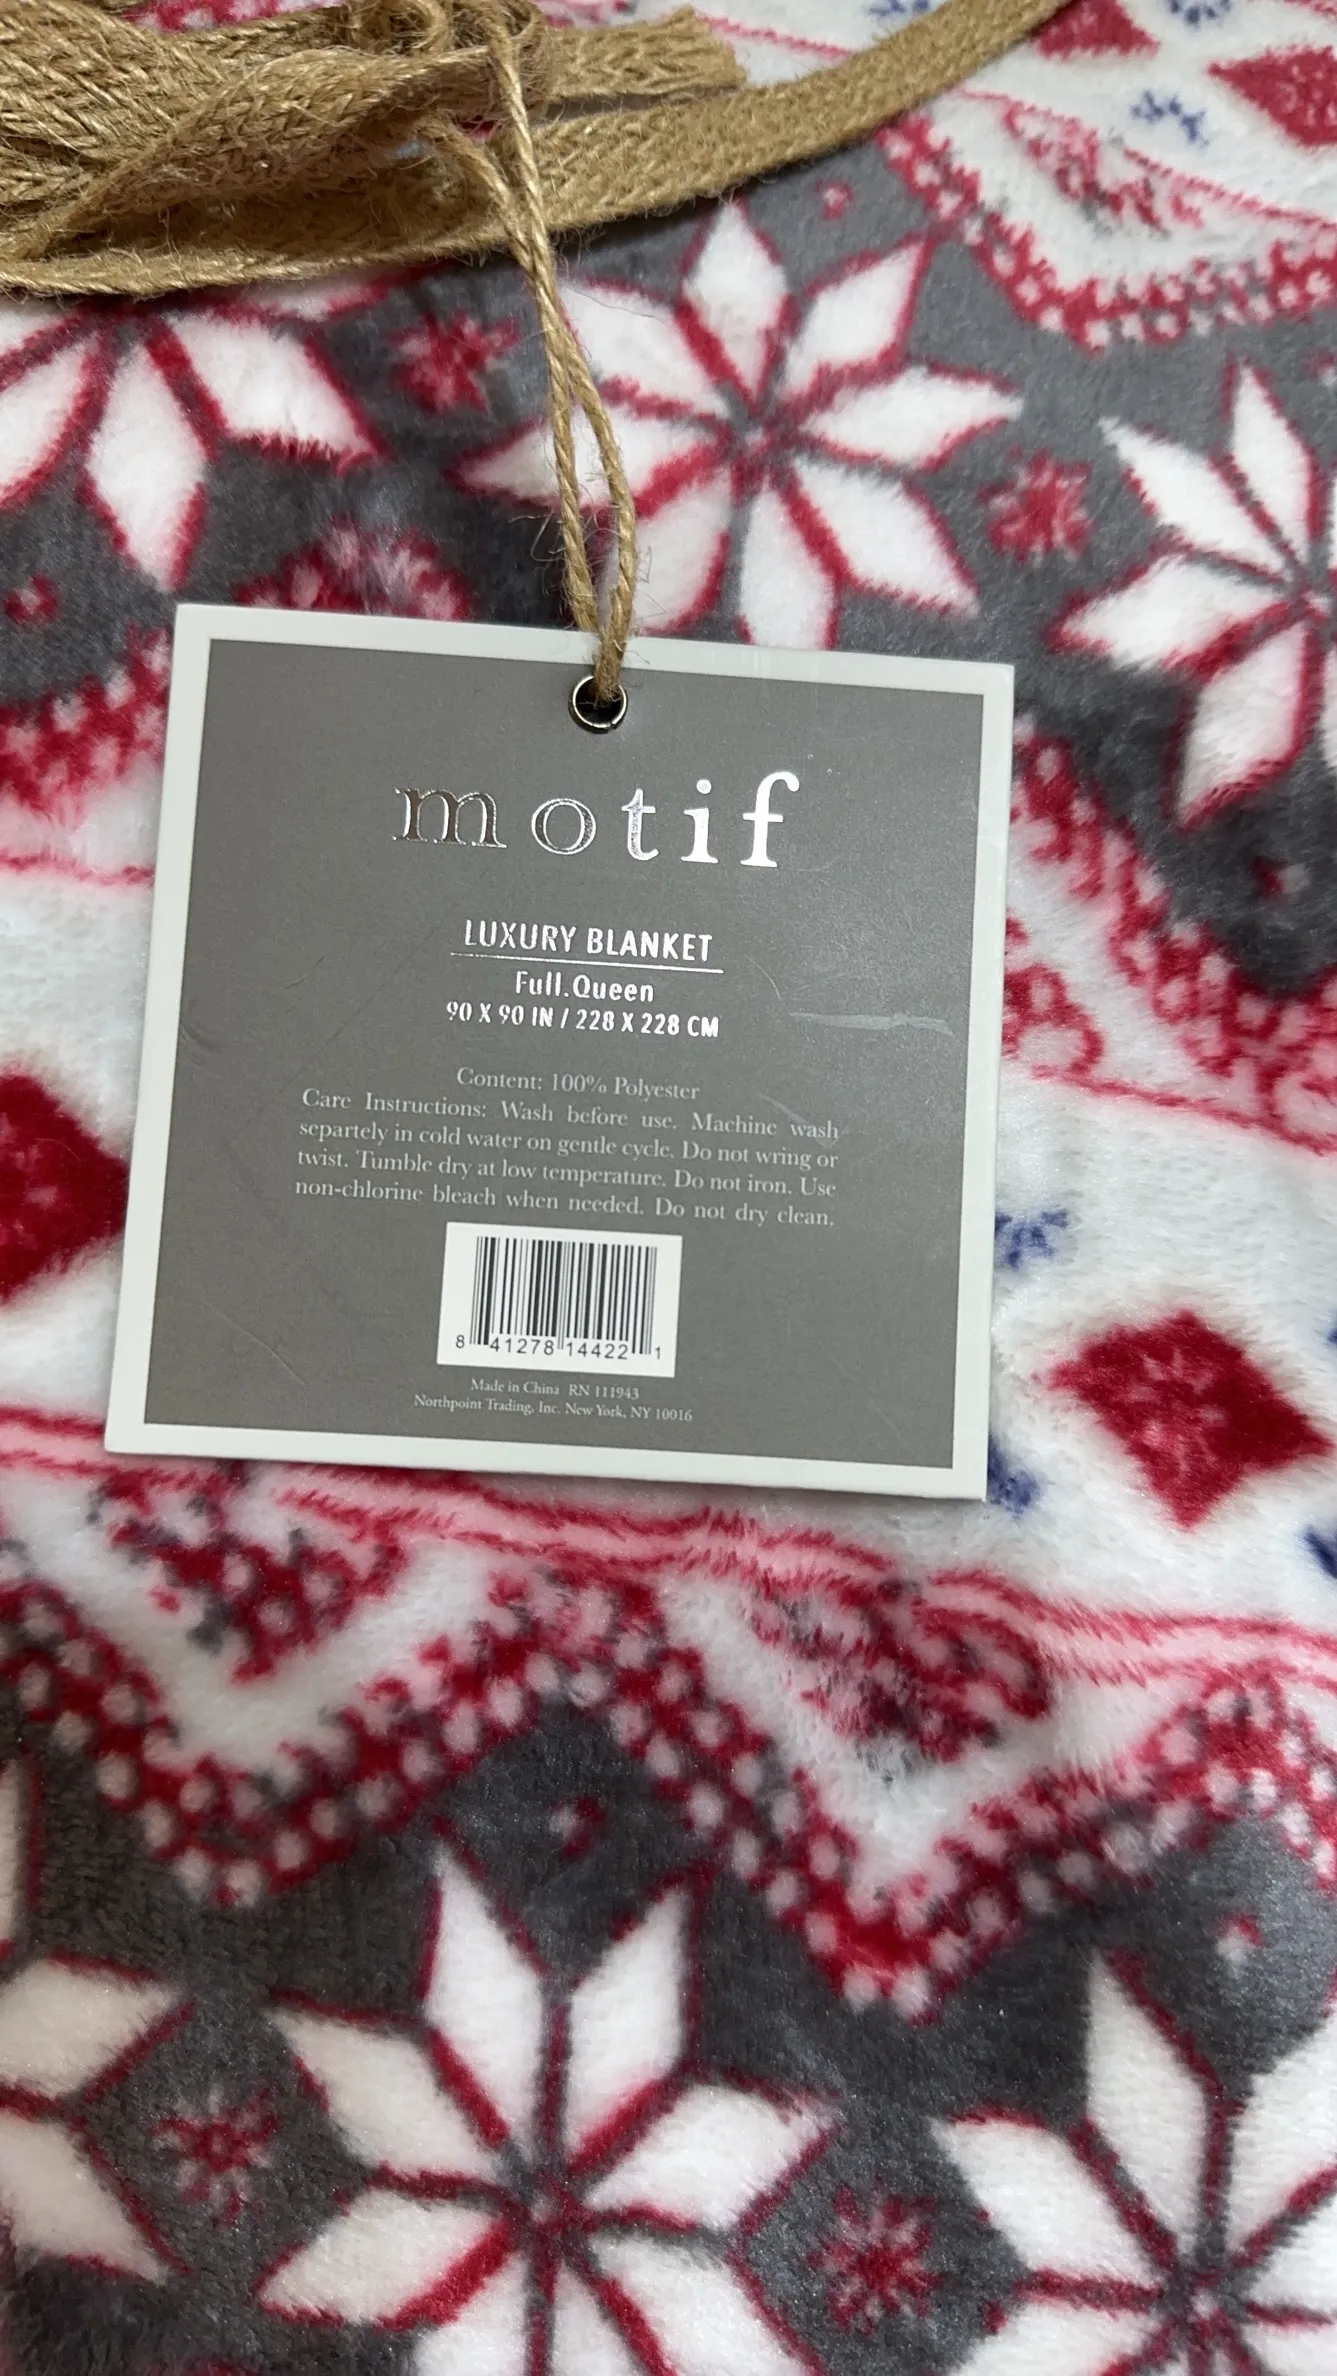 motif
LUXURY BLANKET
Full.Queen
90 X 90 IN / 228 X 228 CM
Content: 100% Polyester
Care Instructions: Wash before use. Machine wash
separtely in cold water on gentle cycle. Do not wring or
twist. Tumble dry at low temperature. Do not iron. Use
non-chlorine bleach when needed. Do not dry clean.
8 41278 14422 1
Made in China RN 111943
Northpoint Trading, Inc. New York, NY 10016